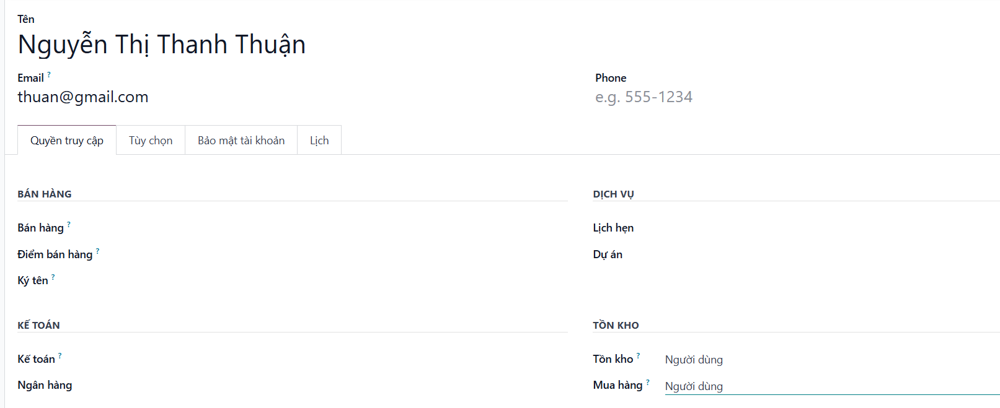 Tên
Nguyễn Thị Thanh Thuận
Email ?
thuan@gmail.com
Phone
e.g. 555-1234
Quyền truy cập
Tùy chọn
Bảo mật tài khoản
Lịch
BÁN HÀNG
Bán hàng ?
Điểm bán hàng ?
Ký tên ?
DỊCH VỤ
Lịch hẹn
Dự án
KẾ TOÁN
Kế toán ?
Ngân hàng
TỒN KHO
Tồn kho ? Người dùng
Mua hàng ? Người dùng